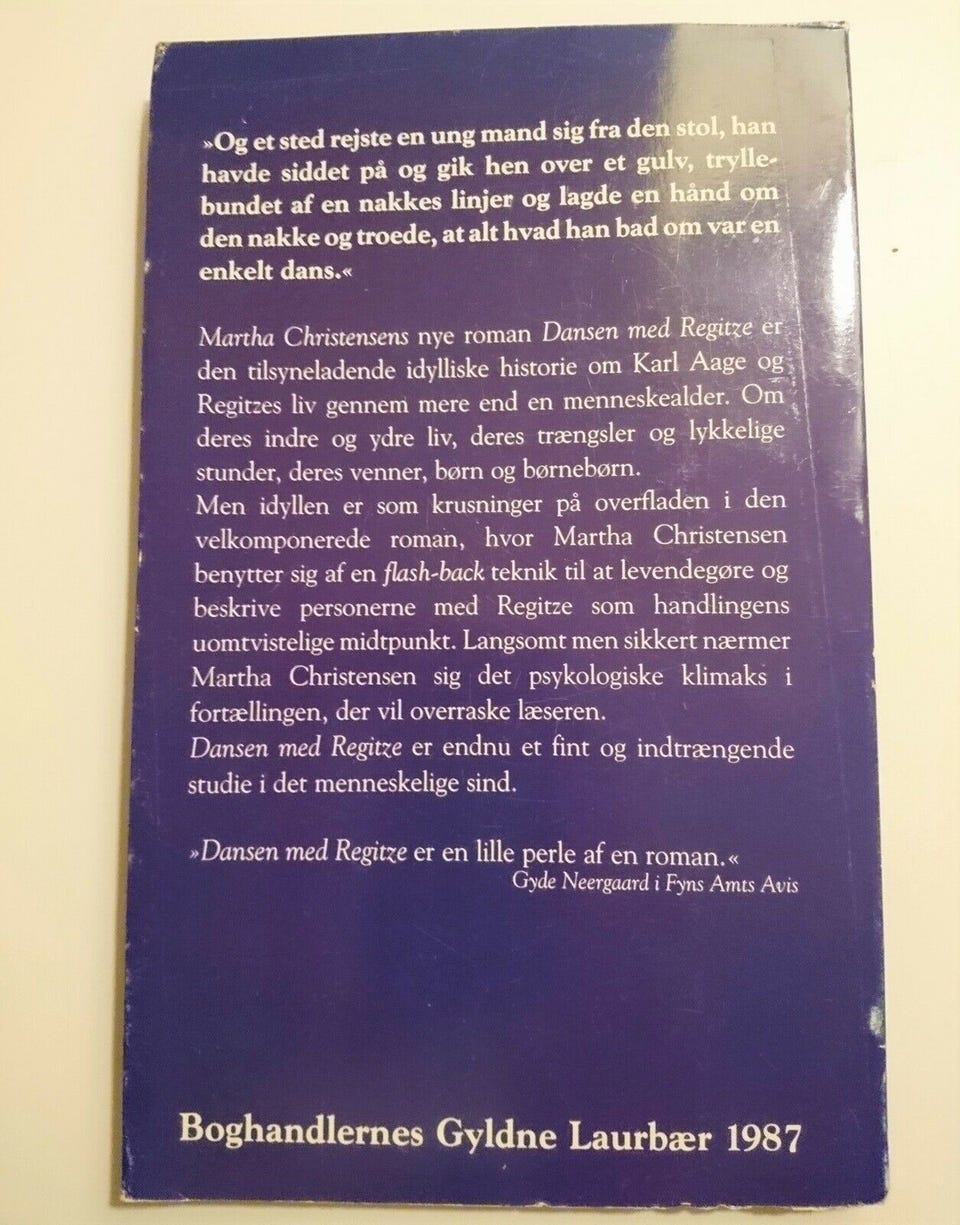 »Og et sted rejste en ung mand sig fra den stol, han
havde siddet på og gik hen over et gulv, trylle-
bundet af en nakkes linjer og lagde en hånd om
den nakke og troede, at alt hvad han bad om var en
enkelt dans.«
Martha Christensens nye roman Dansen med Regitze er
den tilsyneladende idylliske historie om Karl Aage og
Regitzes liv gennem mere end en menneskealder. Om
deres indre og ydre liv, deres trængsler og lykkelige
stunder, deres venner, børn og børnebørn.
Men idyllen er som krusninger på overfladen i den
velkomponerede roman, hvor Martha Christensen
benytter sig af en flash-back teknik til at levendegøre og
beskrive personerne med Regitze som handlingens
uomtvistelige midtpunkt. Langsomt men sikkert nærmer
Martha Christensen sig det psykologiske klimaks i
fortællingen, der vil overraske læseren.
Dansen med Regitze er endnu et fint og indtrængende
studie i det menneskelige sind.
»Dansen med Regitze er en lille perle af en roman.«
Gyde Neergaard i Fyns Amts Avis
Boghandlernes Gyldne Laurbær 1987